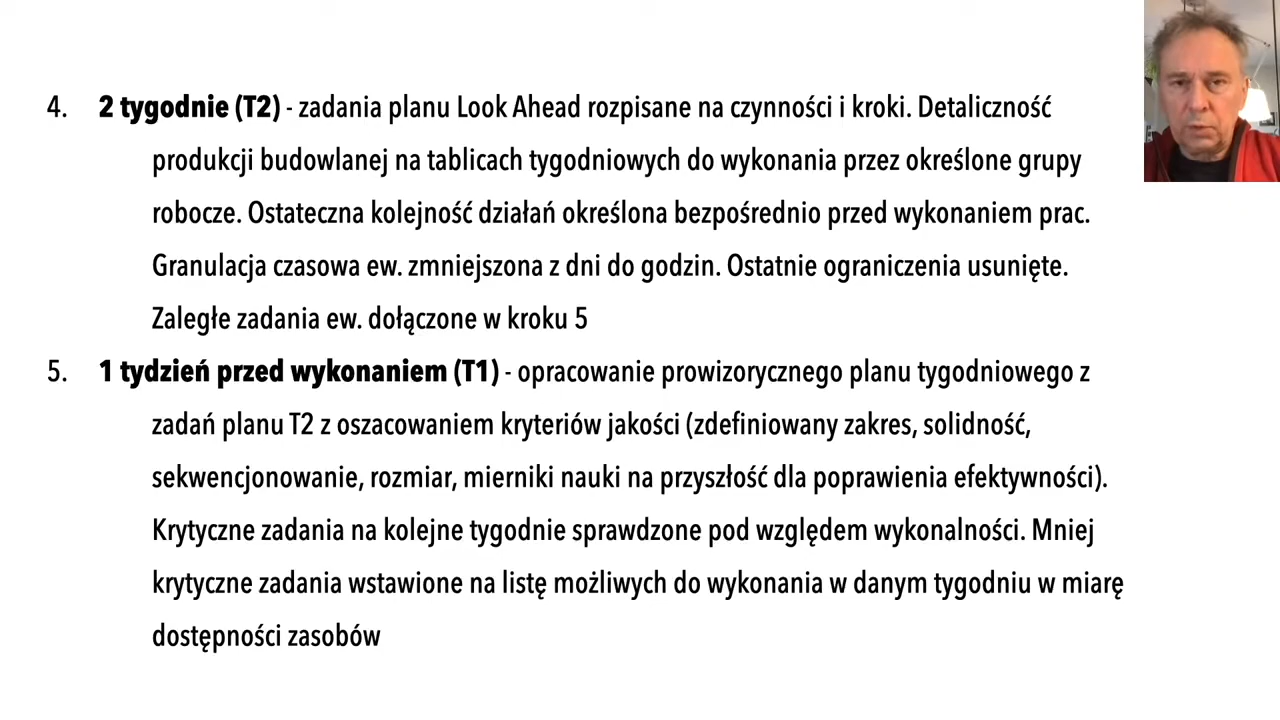 4. 2 tygodnie (T2) - zadania planu Look Ahead rozpisane na czynności i kroki. Detaliczność
produkcji budowlanej na tablicach tygodniowych do wykonania przez określone grupy
robocze. Ostateczna kolejność działań określona bezpośrednio przed wykonaniem prac.
Granulacja czasowa ew. zmniejszona z dni do godzin. Ostatnie ograniczenia usunięte.
Zaległe zadania ew. dołączone w kroku 5
5. 1 tydzień przed wykonaniem (T1) - opracowanie prowizorycznego planu tygodniowego z
zadań planu T2 z oszacowaniem kryteriów jakości (zdefiniowany zakres, solidność,
sekwencjonowanie, rozmiar, mierniki nauki na przyszłość dla poprawienia efektywności).
Krytyczne zadania na kolejne tygodnie sprawdzone pod względem wykonalności. Mniej
krytyczne zadania wstawione na listę możliwych do wykonania w danym tygodniu w miarę
dostępności zasobów